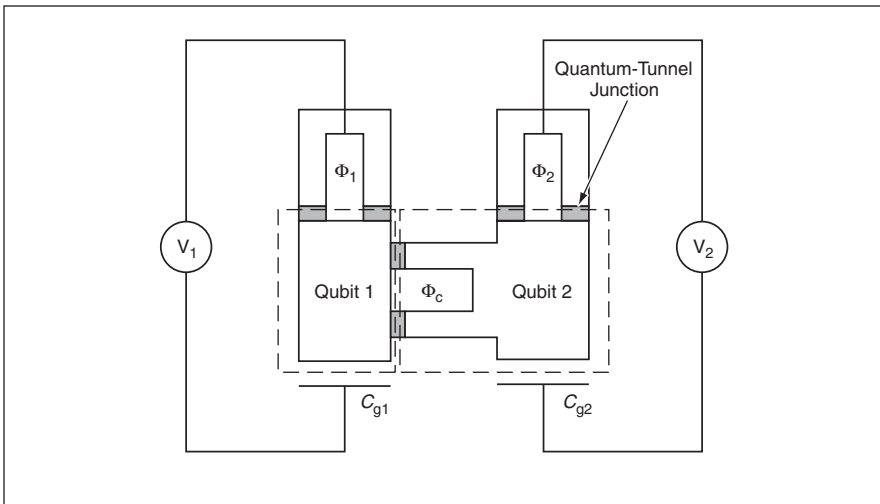 Quantum-Tunnel
Junction
Φ1
Φ2
V1
V2
Qubit 1
Φc
Qubit 2
Cg1
Cg2